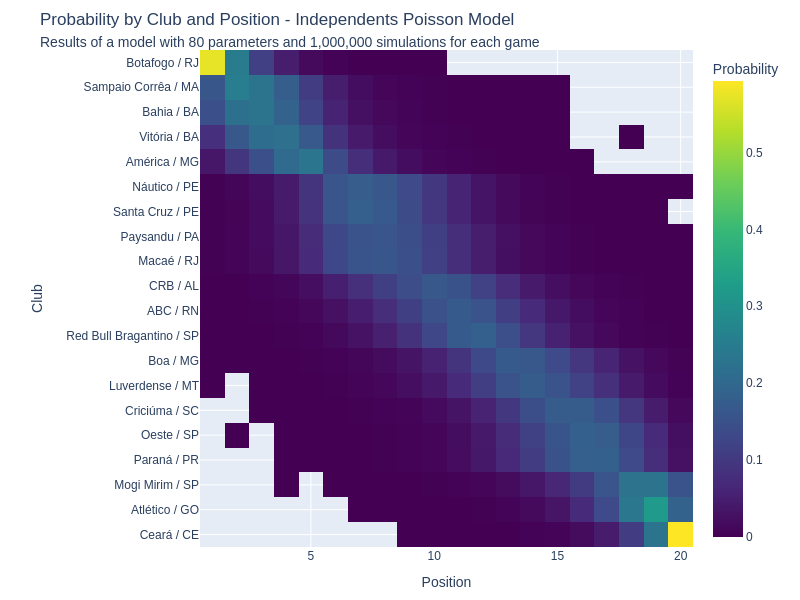 Probability by Club and Position - Independents Poisson Model
Results of a model with 80 parameters and 1,000,000 simulations for each game
Probability
Botafogo / RJ
Sampaio Corrêa / MA
Bahia / BA
Vitória / BA
América / MG
Náutico / PE
Santa Cruz / PE
Paysandu / PA
Macaé / RJ
CRB / AL
ABC / RN
Red Bull Bragantino / SP
Boa / MG
Luverdense / MT
Criciúma / SC
Oeste / SP
Paraná / PR
Mogi Mirim / SP
Atlético / GO
Ceará / CE
Club
5 10 15 20
Position
0.5
0.4
0.3
0.2
0.1
0